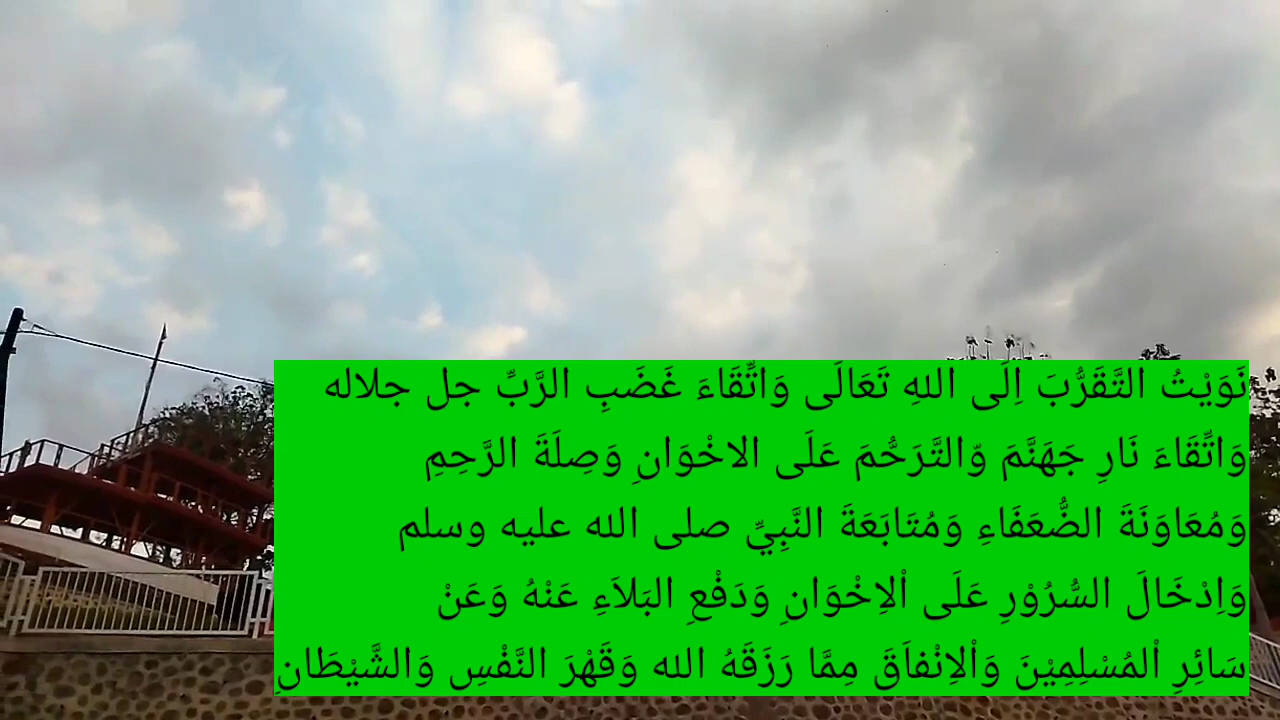 نَوَيْتُ التَّقَرُّبَ اِلَى اللهِ تَعَالَى وَاتِّقَاءَ غَضَبِ الرَّبِّ جل جلاله
وَاتِّقَاءَ نَارِ جَهَنَّمَ وّالتَّرَحُّمَ عَلَى الاخْوَانِ وَصِلَةَ الرَّحِمِ
وَمُعَاوَنَةَ الضُّعَفَاءِ وَمُتَابَعَةَ النَّبِيِّ صلى الله عليه وسلم
وَاِدْخَالَ السُّرُوْرِ عَلَى اْلاِخْوَانِ وَدَفْعِ البَلاَءِ عَنْهُ وَعَنْ
سَائِرِ اْلمُسْلِمِيْنَ وَاْلاِنْفاَقَ مِمَّا رَزَقَهُ الله وَقَهْرَ النَّفْسِ وَالشَّيْطَانِ